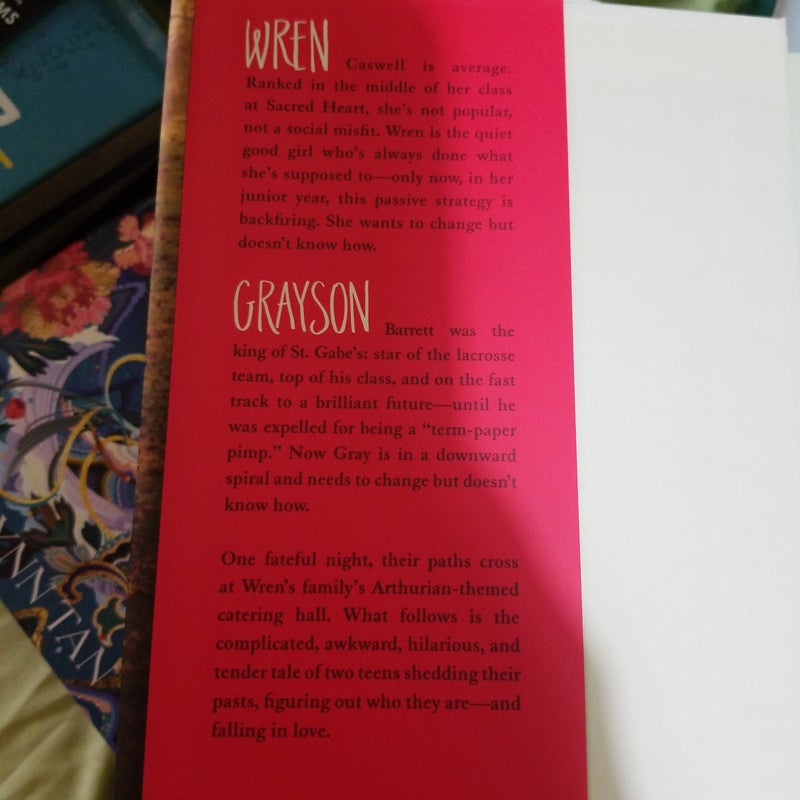 MS
WREN Caswell is average.
Ranked in the middle of her class
at Sacred Heart, she's not popular,
not a social misfit. Wren is the quiet
good girl who's always done what
she's supposed to—only now, in her
junior year, this passive strategy is
backfiring. She wants to change but
doesn't know how.
GRAYSON Barrett was the
king of St. Gabe's: star of the lacrosse
team, top of his class, and on the fast
track to a brilliant future—until he
was expelled for being a “term-paper
pimp.” Now Gray is in a downward
spiral and needs to change but doesn't
know how.
One fateful night, their paths cross
at Wren's family's Arthurian-themed
catering hall. What follows is the
complicated, awkward, hilarious, and
tender tale of two teens shedding their
pasts, figuring out who they are—and
falling in love.
YNN TAN